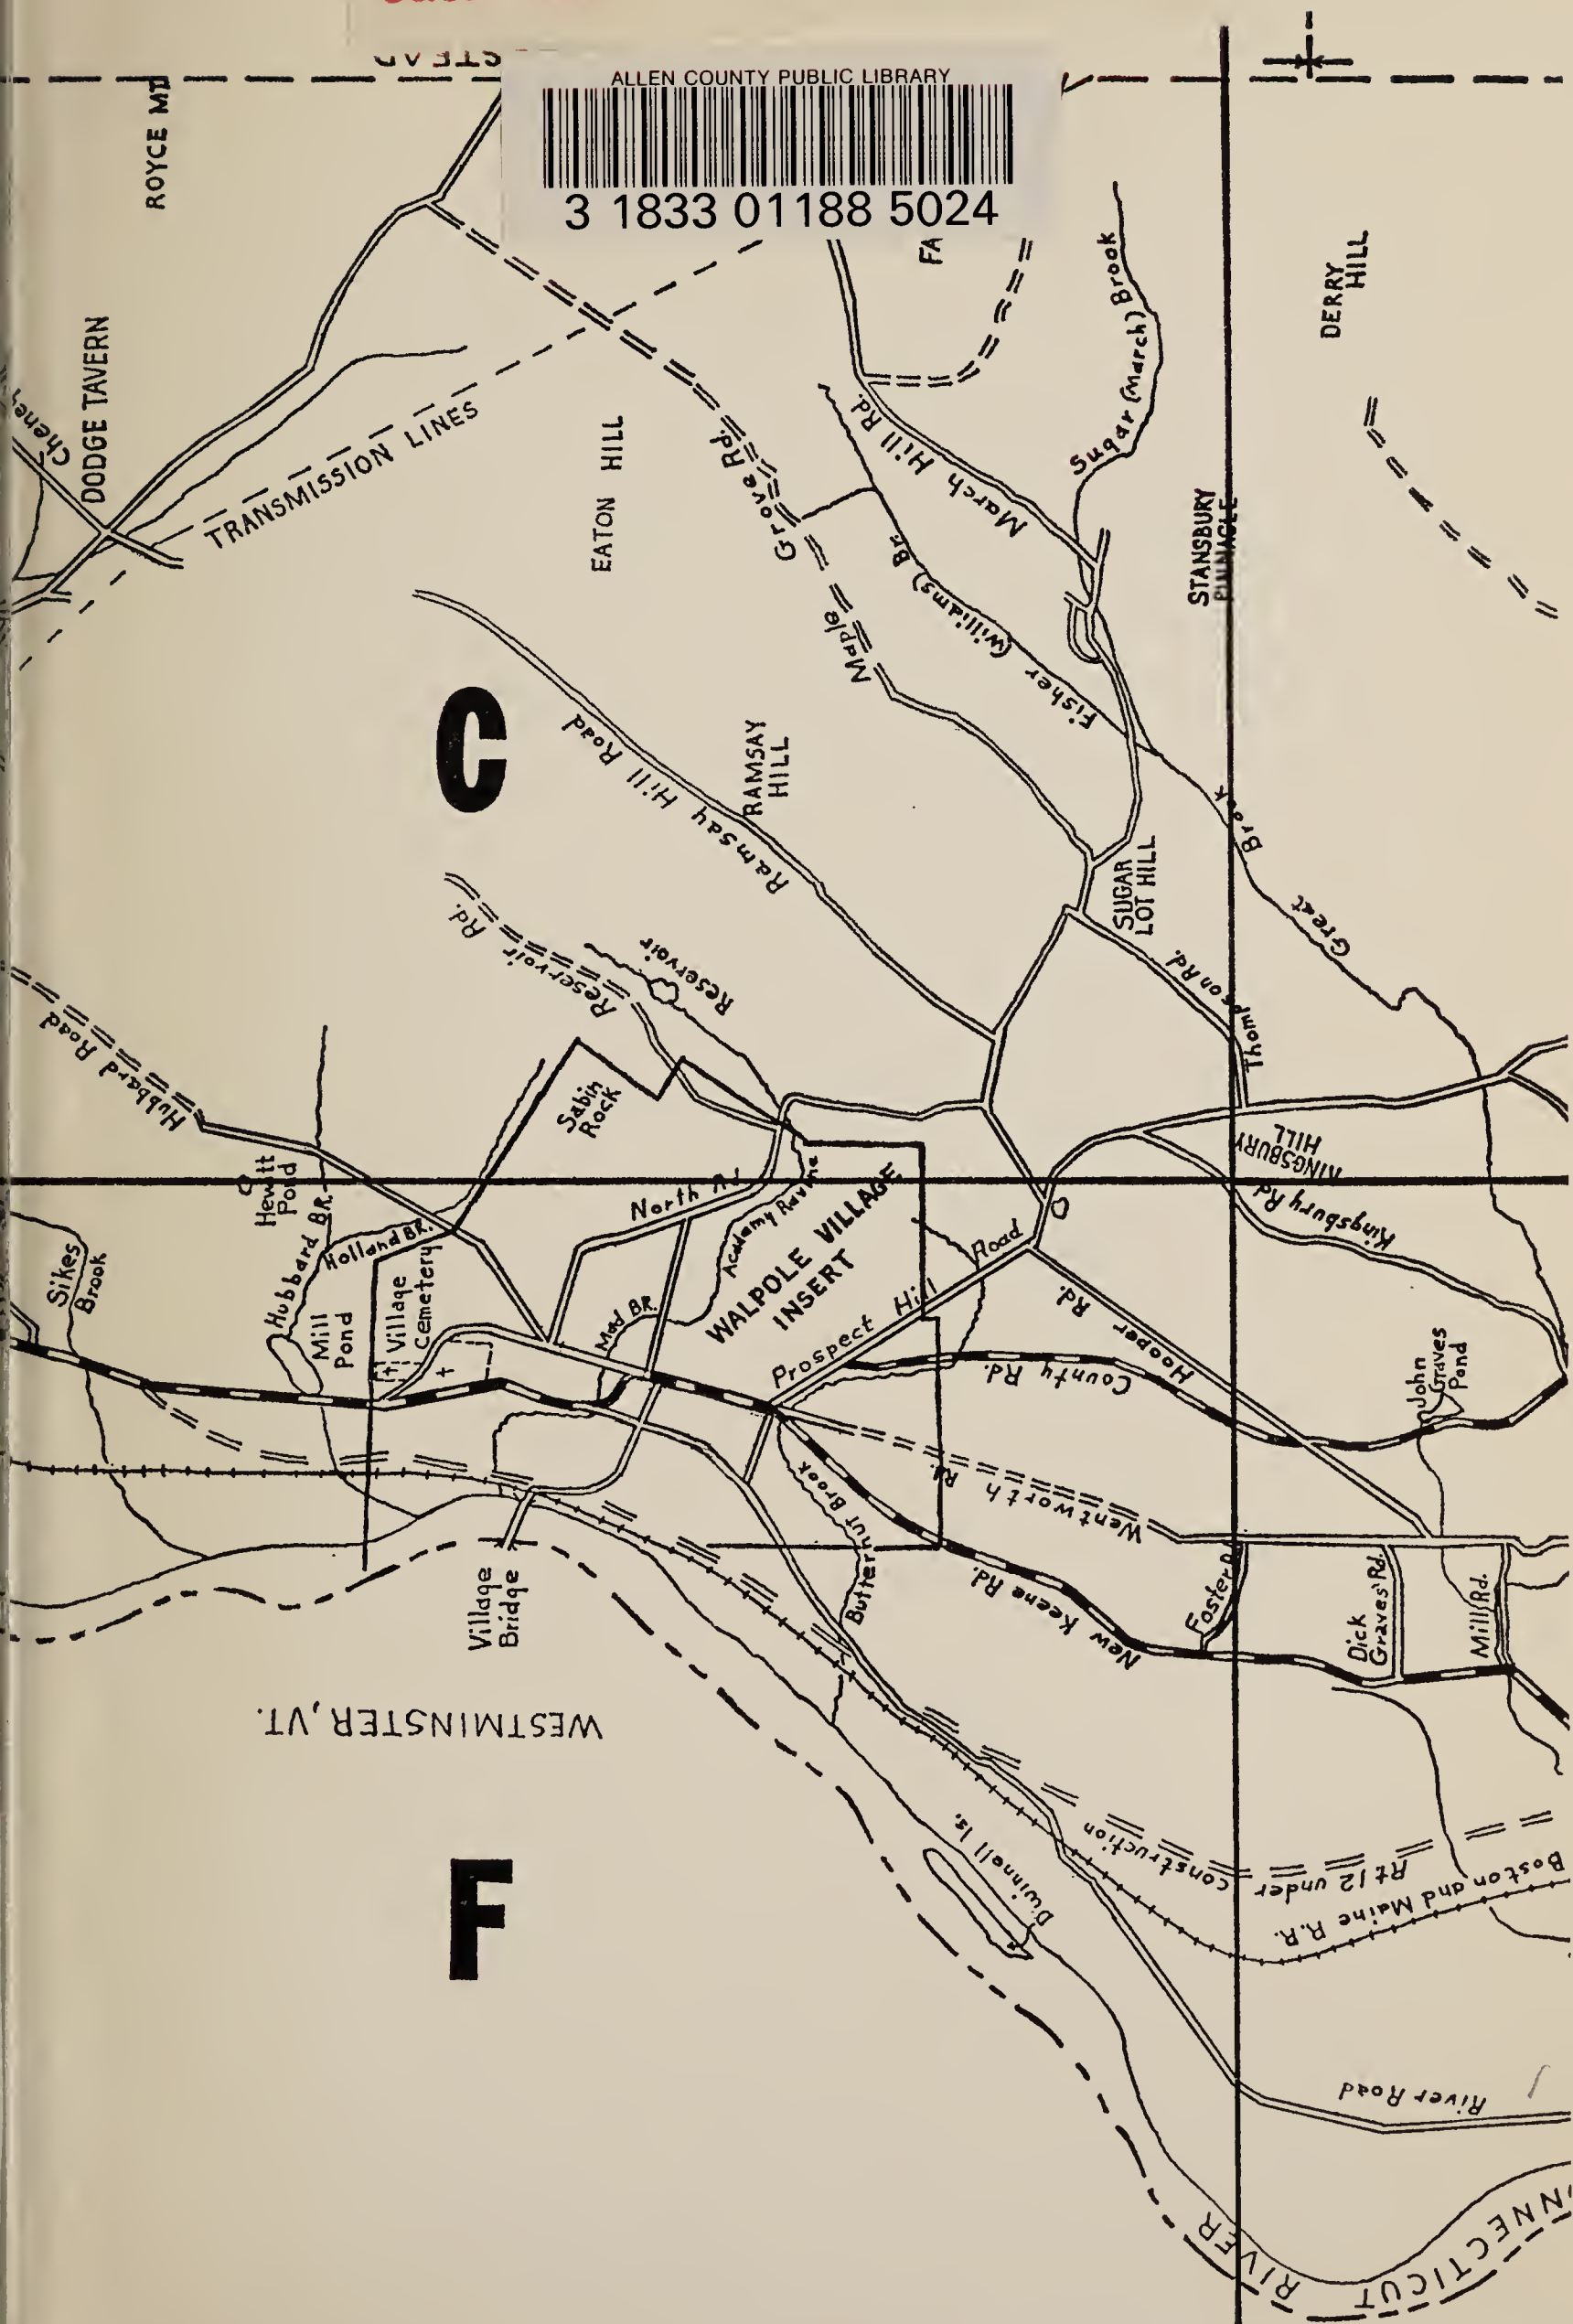 ALLEN COUNTY PUBLIC LIBRARY
3 1833 01188 5024
ROYCE MT
DODGE TAVERN
Cheney
TRANSMISSION LINES
EATON HILL
FA
Sugar (March) Brook
DERRY
HILL
March Hill Rd.
Maple Grove Rd.
Fisher (Williams) Br.
STANSBURY
PINNACLE
C
Ramsay Hill Road
RAMSAY
HILL
SUGAR
LOT HILL
Great Brook
Thompson Rd.
Reservoir Rd.
Reservoir
Hubbard Road
Sabin
Rock
Hewitt
Pond
Hubbard BR.
Holland BR.
Sikes
Brook
Mill
Pond
Village
Cemetery
North Rd
Academy Ravine
Mad BR.
WALPOLE VILLAGE
INSERT
Prospect Hill Road
KINGSBURY
HILL
Kingsbury Rd
Hooper Rd.
County Rd.
John
Graves
Pond
Wentworth Rd.
Butternut Brook
New Keene Rd.
Foster Rd
Dick
Graves' Rd.
Mill Rd.
Village
Bridge
WESTMINSTER, VT.
F
Dwinnell Is.
Rt 12 under construction
Boston and Maine R.R.
River Road
NNECTICUT RIVER